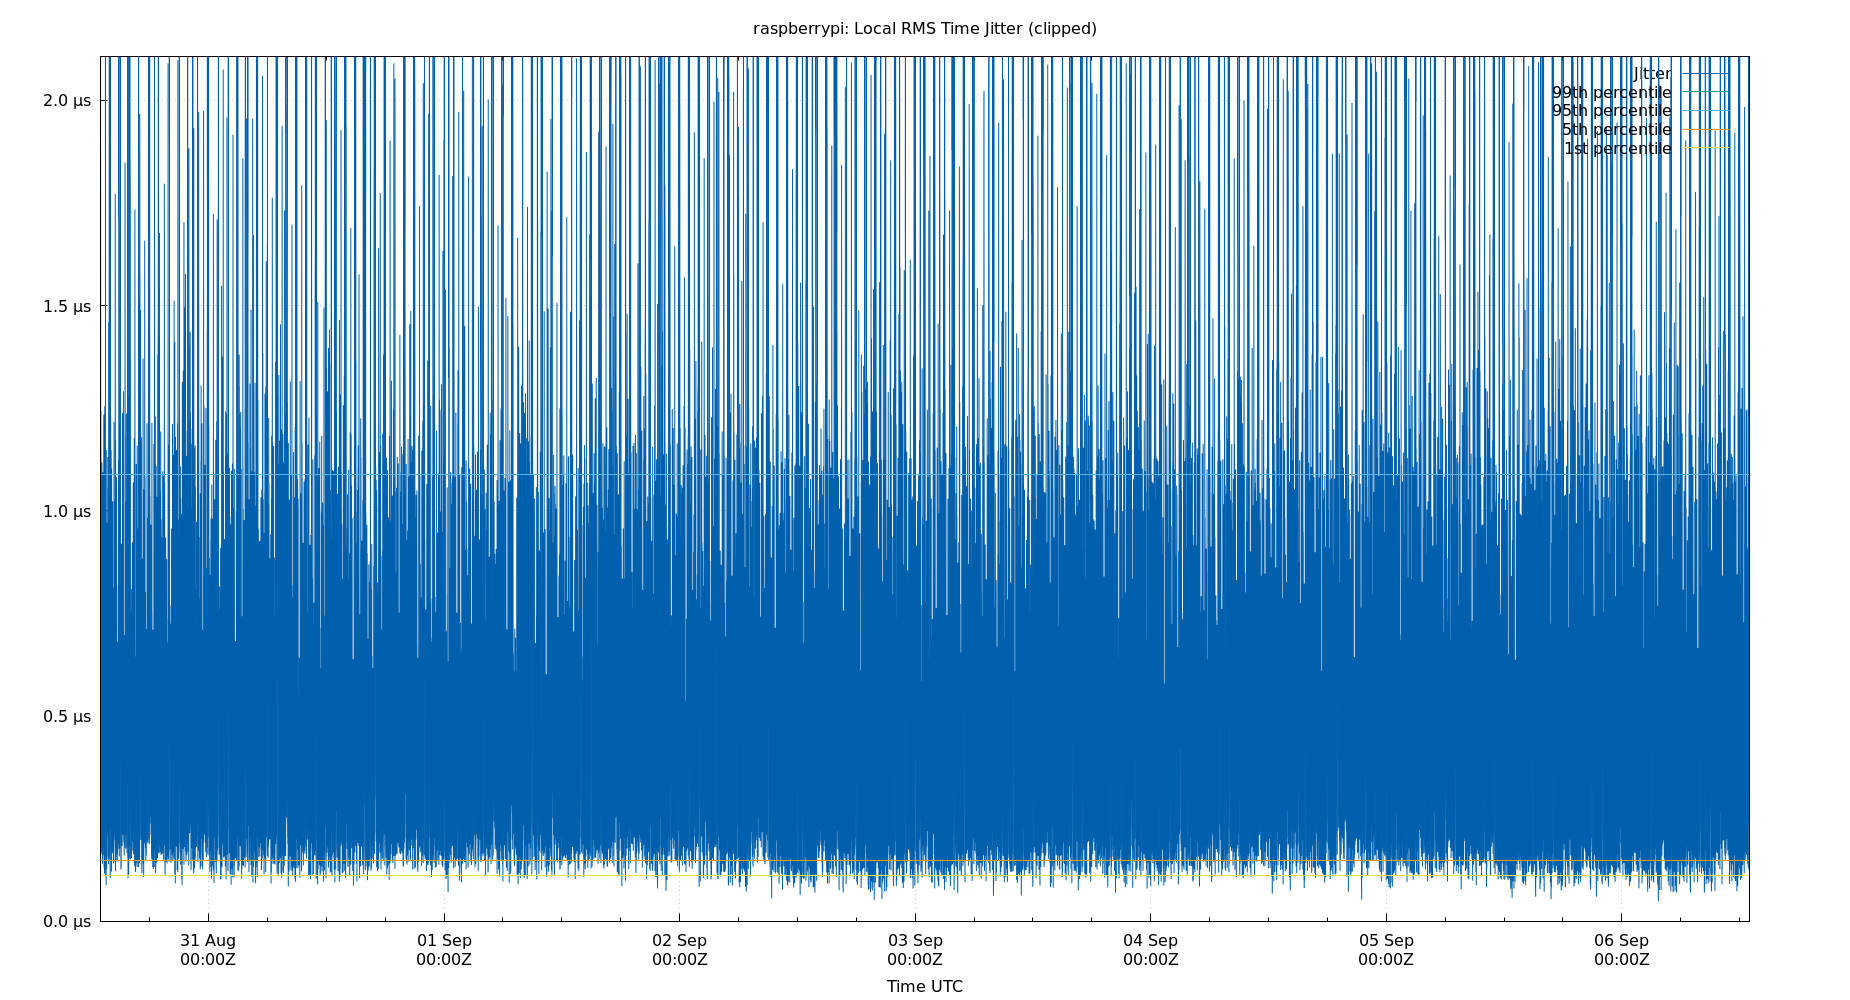 raspberrypi: Local RMS Time Jitter (clipped)
Jitter
99th percentile
95th percentile
5th percentile
1st percentile
2.0 µs
1.5 µs
1.0 µs
0.5 µs
0.0 µs
31 Aug 01 Sep 02 Sep 03 Sep 04 Sep 05 Sep 06 Sep
00:00Z 00:00Z 00:00Z 00:00Z 00:00Z 00:00Z 00:00Z
Time UTC